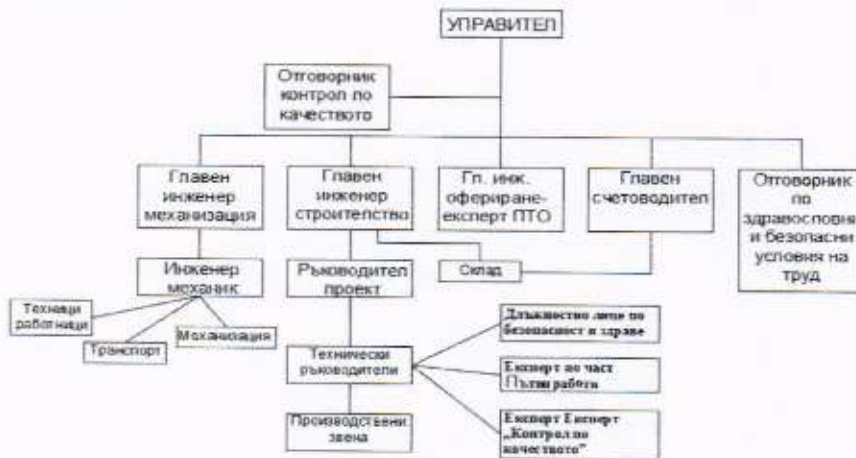 УПРАВИТЕЛ
Отговорник
контрол по
качеството
Главен
инженер
механизация
Главен
инженер
строителство
Гл. инж.
ofериране-
експерт ПТО
Главен
счетоводител
Отговорник
по
здравословни
и безопасни
условия на
труд
Инженер
механик
Ръководител
проект
Склад
Техници
работници
Транспорт
Механизация
Технически
ръководители
Длъжностно лице по
безопасност и здраве
Експерт по част
Пътни работи
Експерт Експерт
„Контрол по
качеството"
Производствени
звена